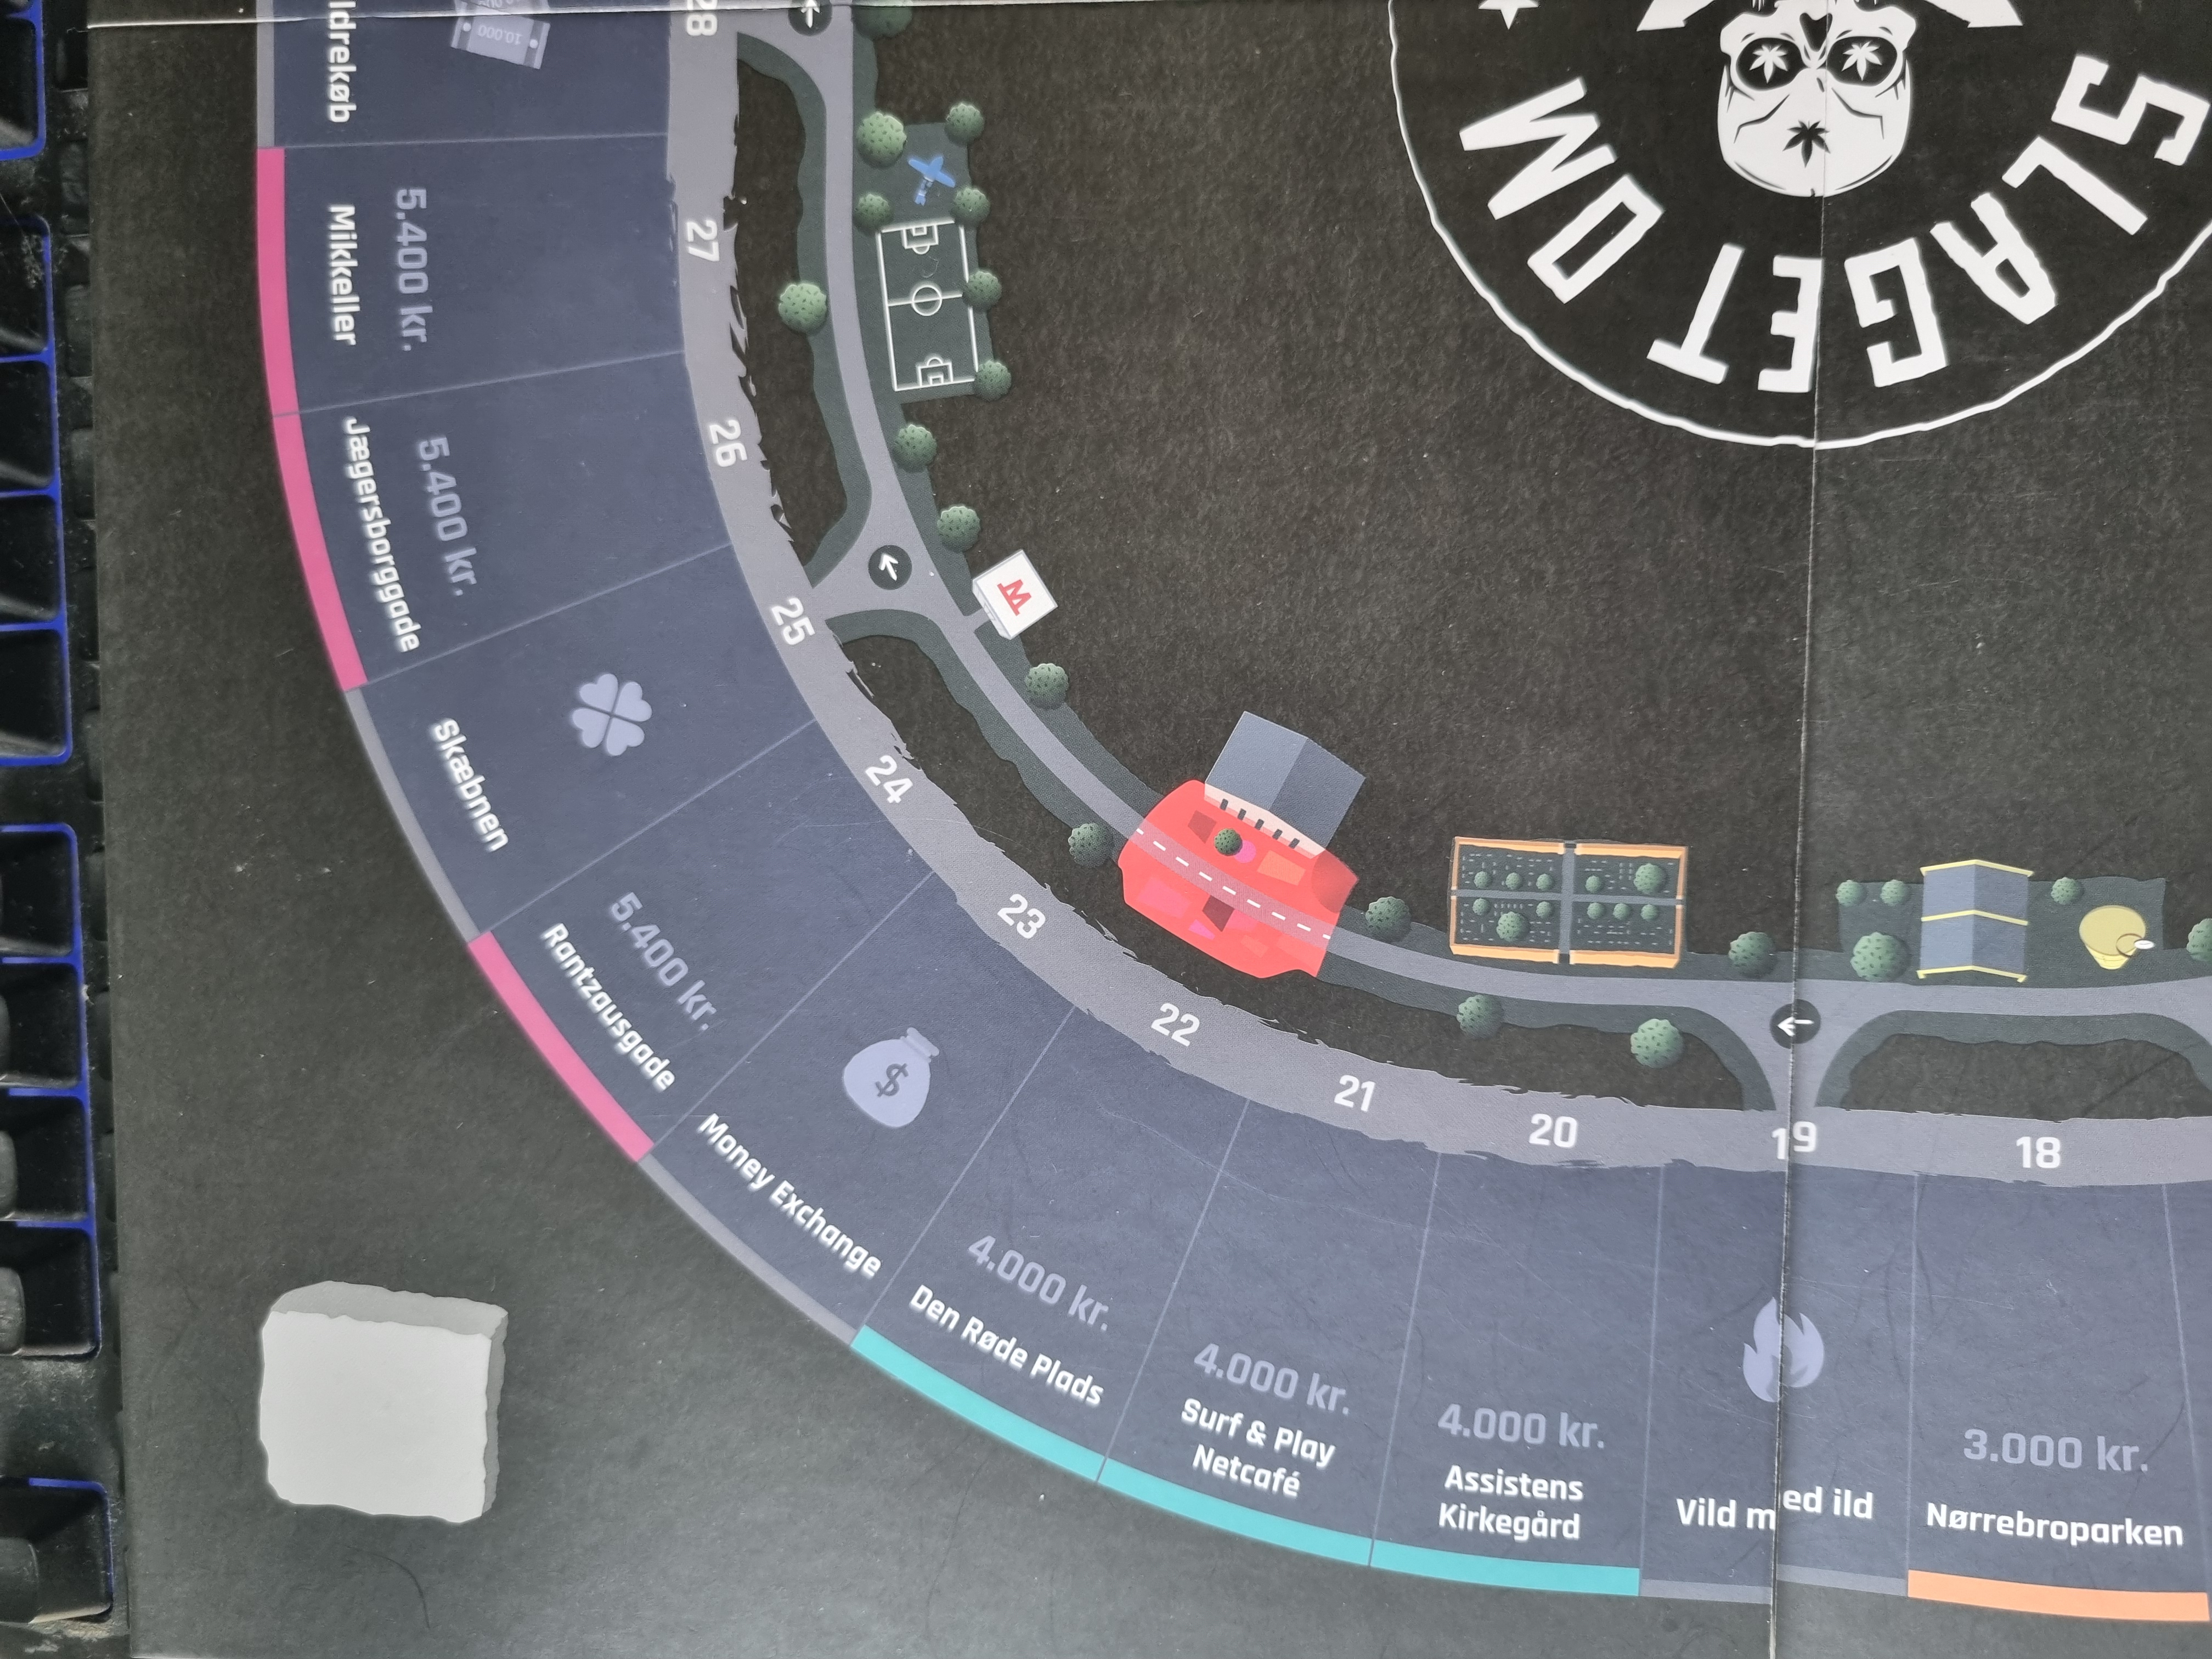 Nørrebroparken
3.000 kr.
18
Vild med ild
19
Assistens
Kirkegård
4.000 kr.
20
Surf & Play
Netcafé
4.000 kr.
21
Den Røde Plads
4.000 kr.
22
Money Exchange
$
23
Rantzausgade
5.400 kr.
24
Skæbnen
25
Jægersborggade
5.400 kr.
26
Mikkeller
5.400 kr.
27
10.000
28
M
SLAGET OM